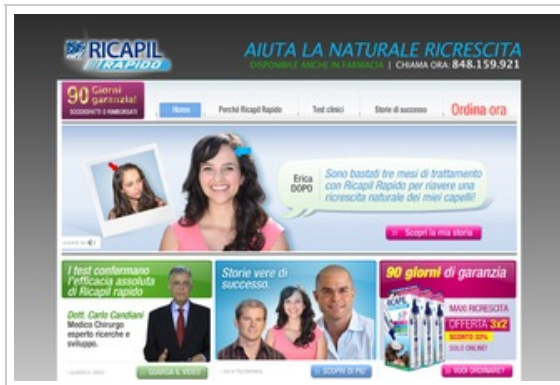 RICAPIL
RAPIDO
AIUTA LA NATURALE RICRESCITA
DISPONIBILE ANCHE IN FARMACIA | CHIAMA ORA: 848.159.921
90 Giorni
garanzia!
SODDISFATTI O RIMBORSATI
Home
Perché Ricapil Rapido
Test clinici
Storie di successo
Ordina ora
Erica
DOPO
Sono bastati tre mesi di trattamento
con Ricapil Rapido per riavere una
ricrescita naturale dei miei capelli!
Scopri la mia storia
I test confermano
l'efficacia assoluta
di Ricapil rapido
Dott. Carlo Candiani
Medico Chirurgo
esperto ricerche e
sviluppo.
GUARDA IL VIDEO
Storie vere di
successo.
SCOPRI DI PIU'
90 giorni di garanzia
RICAPIL
MAXI RICRESCITA
OFFERTA 3x2
SCONTO 33%
SOLO ONLINE!
VUOI ORDINARE?